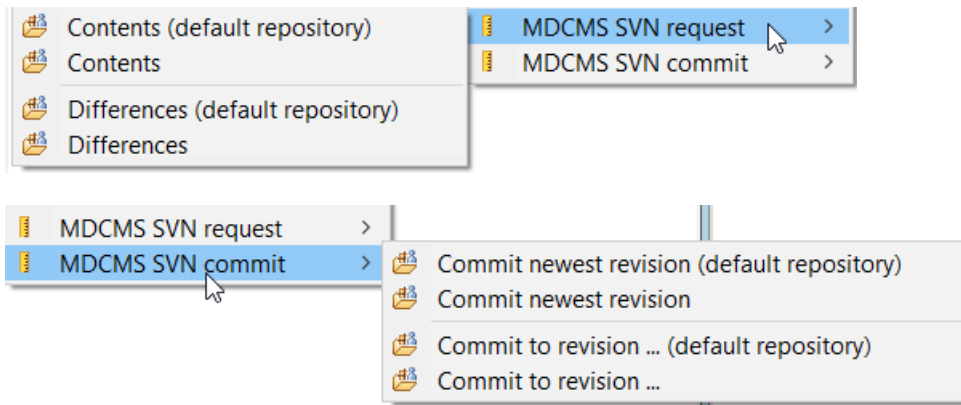 Contents (default repository)
Contents
Differences (default repository)
Differences
MDCMS SVN request
MDCMS SVN commit
MDCMS SVN request
MDCMS SVN commit
Commit newest revision (default repository)
Commit newest revision
Commit to revision ... (default repository)
Commit to revision ...